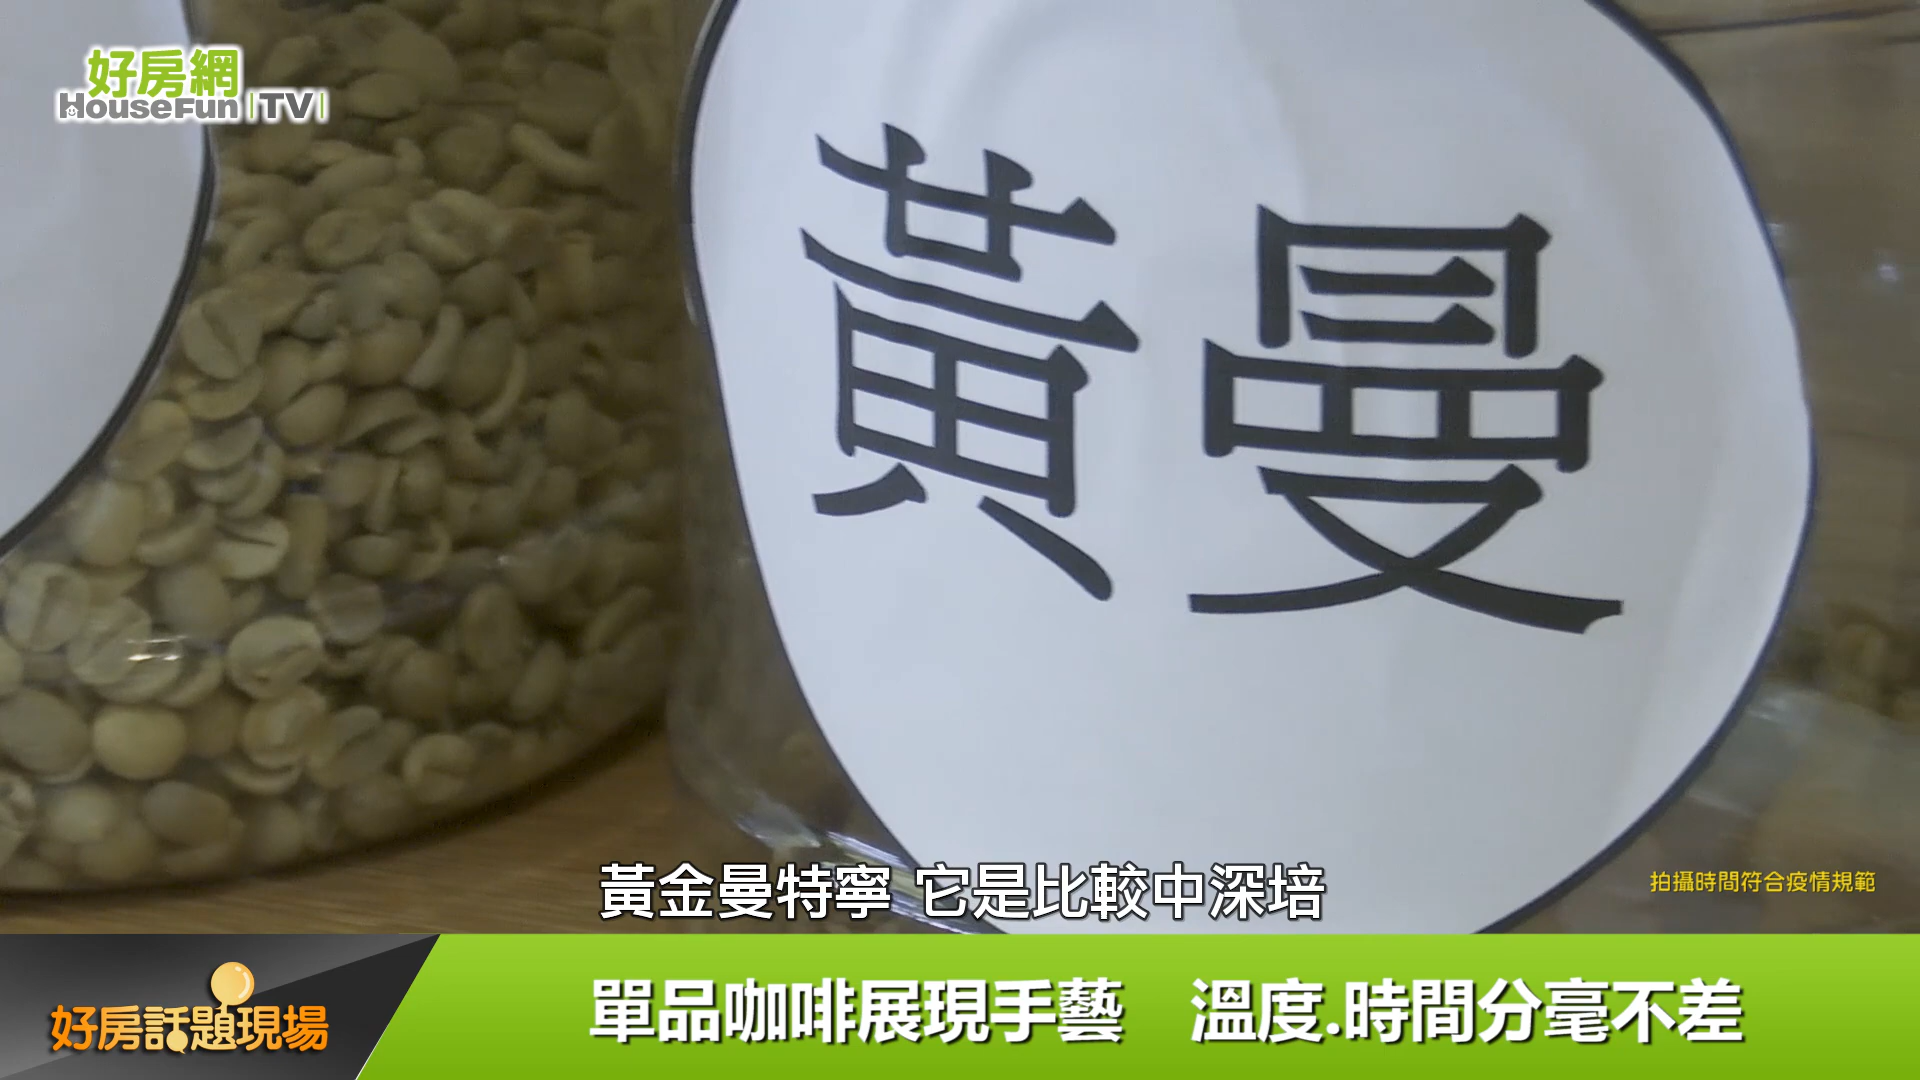 好房網
HouseFun TV
黃曼
黃金曼特寧 它是比較中深培
拍攝時間符合疫情規範
好房話題現場
單品咖啡展現手藝 溫度.時間分毫不差